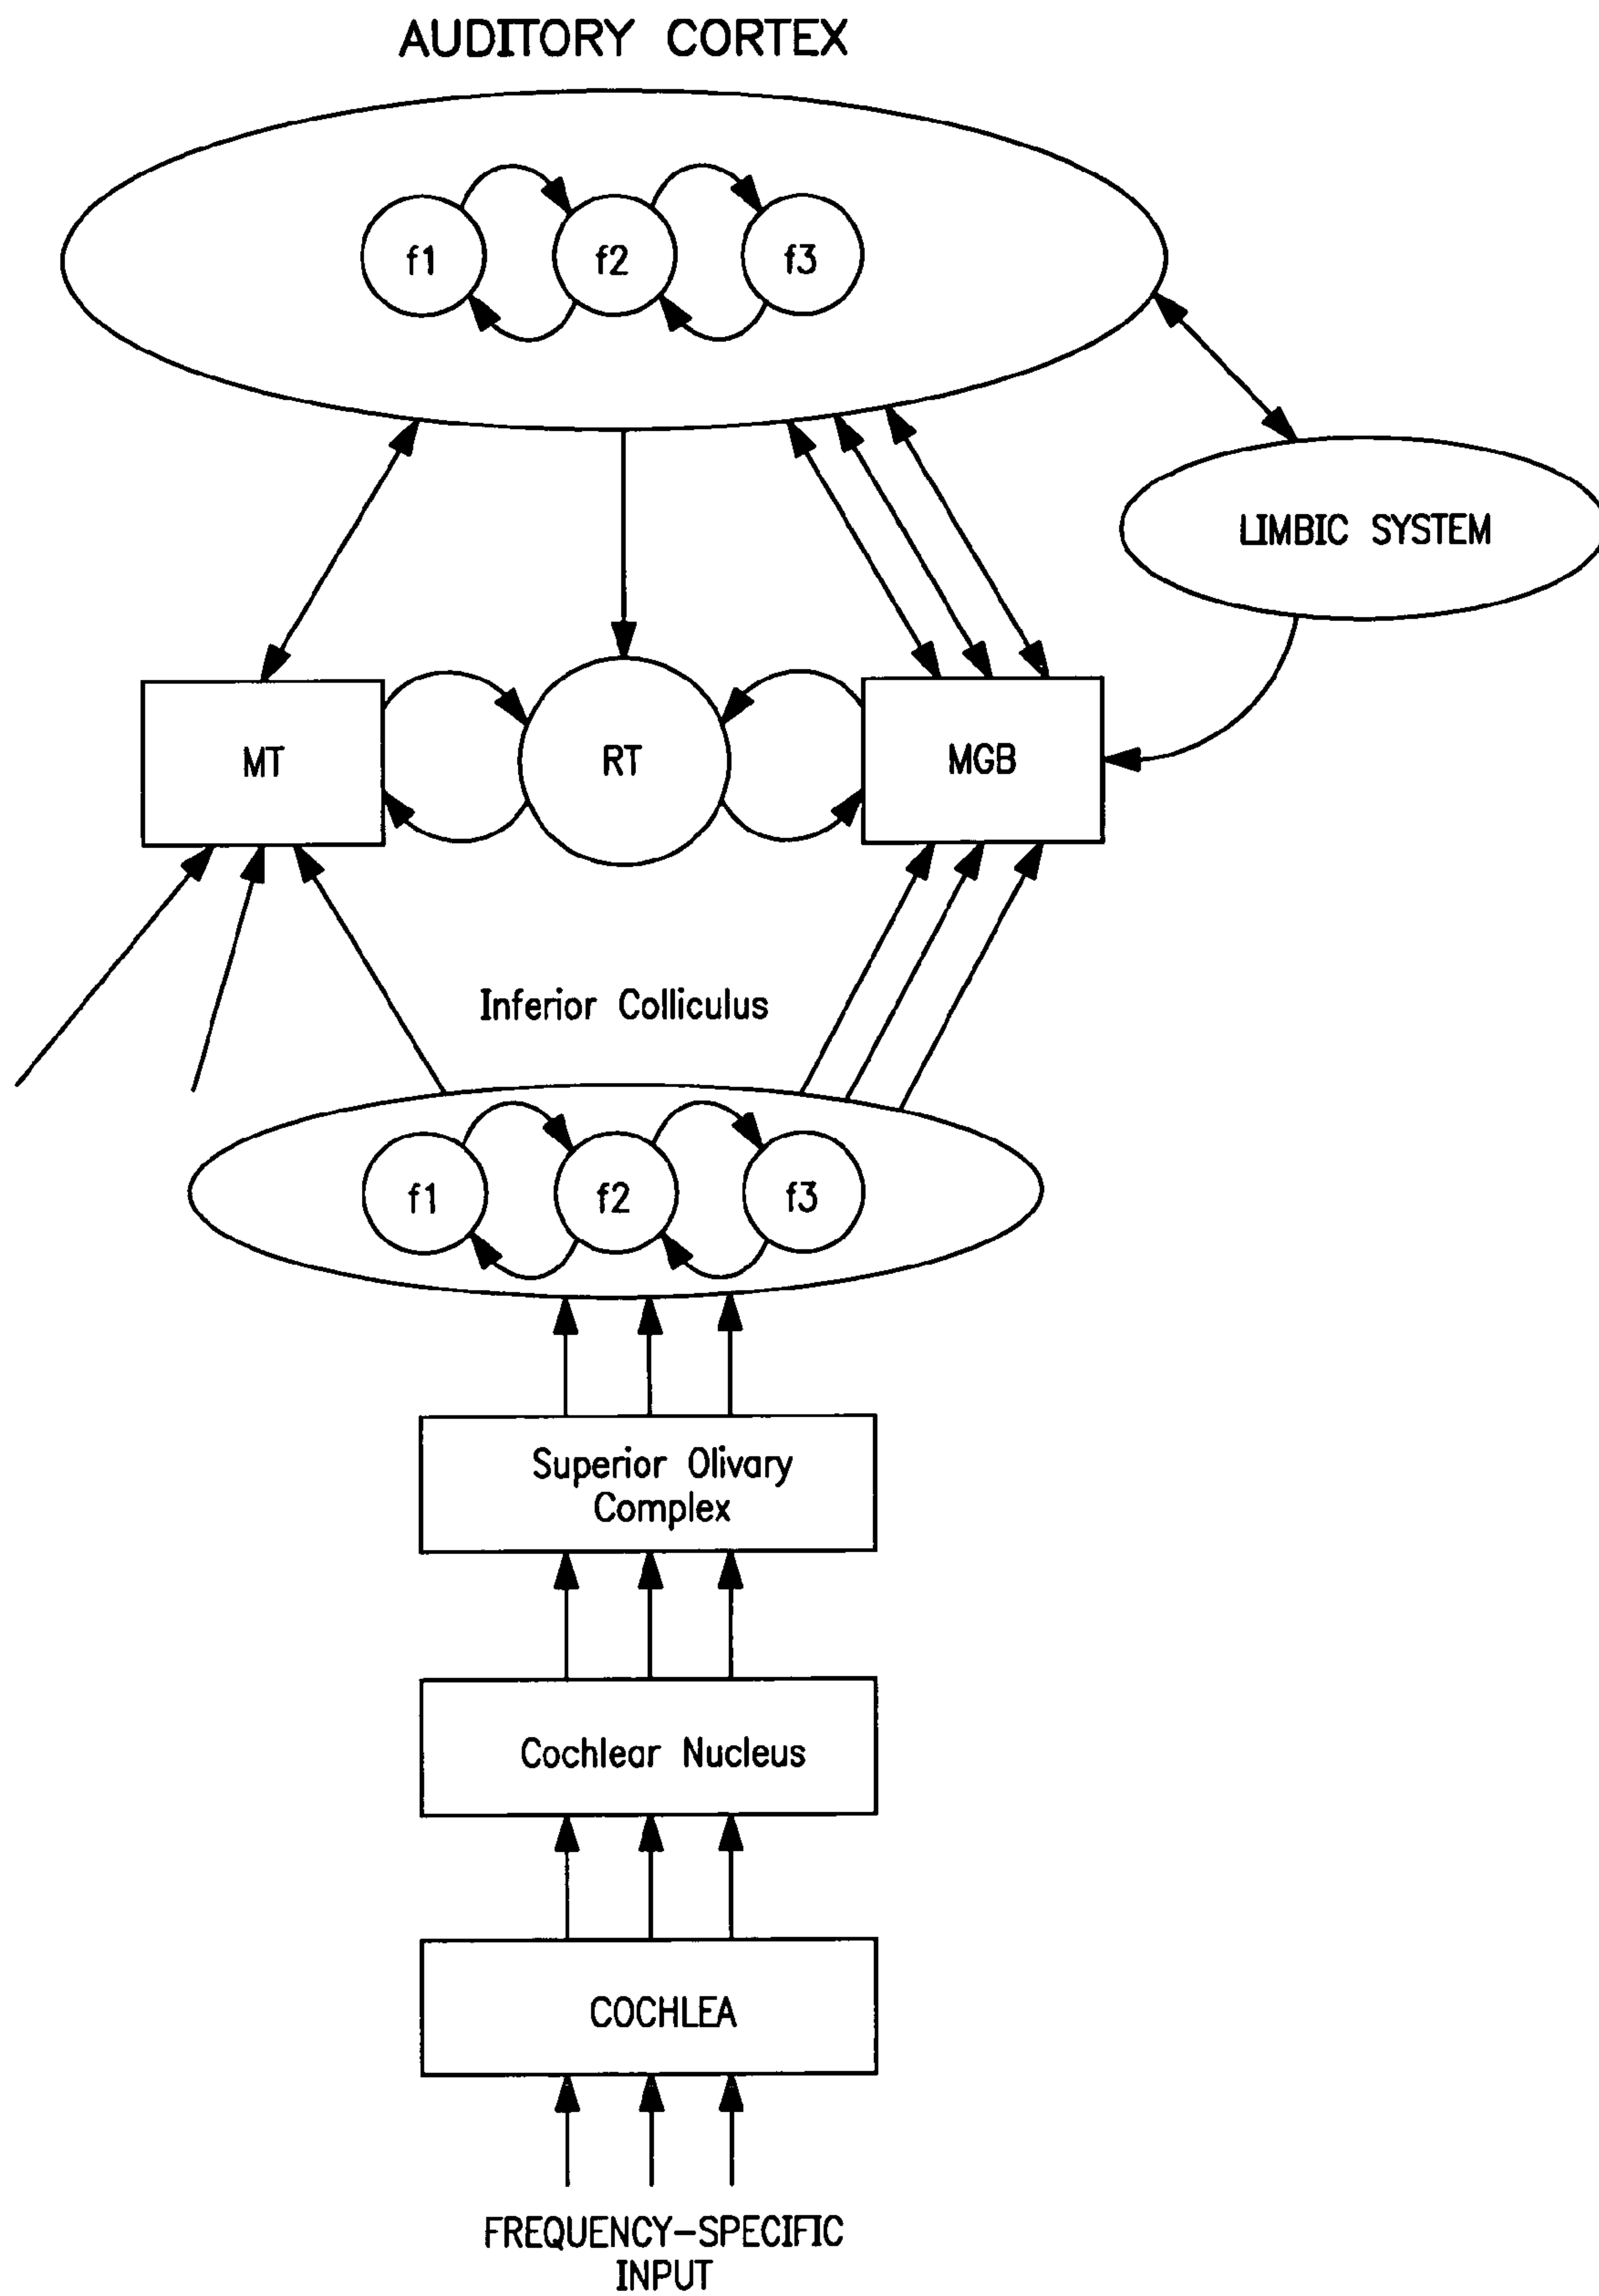 AUDITORY CORTEX
f1
f2
f3
LIMBIC SYSTEM
MT
RT
MGB
Inferior Colliculus
f1
f2
f3
Superior Olivary
Complex
Cochlear Nucleus
COCHLEA
FREQUENCY-SPECIFIC
INPUT